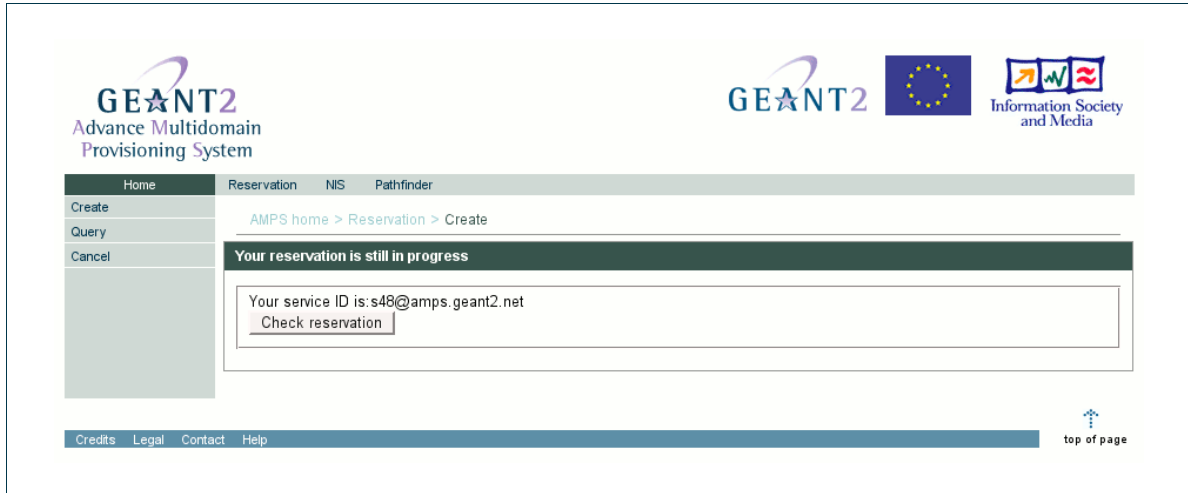 GEANT2
Advance Multidomain
Provisioning System
GEANT2
Information Society
and Media
Home Reservation NIS Pathfinder
Create
Query
Cancel
AMPS home > Reservation > Create
Your reservation is still in progress
Your service ID is:s48@amps.geant2.net
Check reservation
Credits Legal Contact Help
top of page